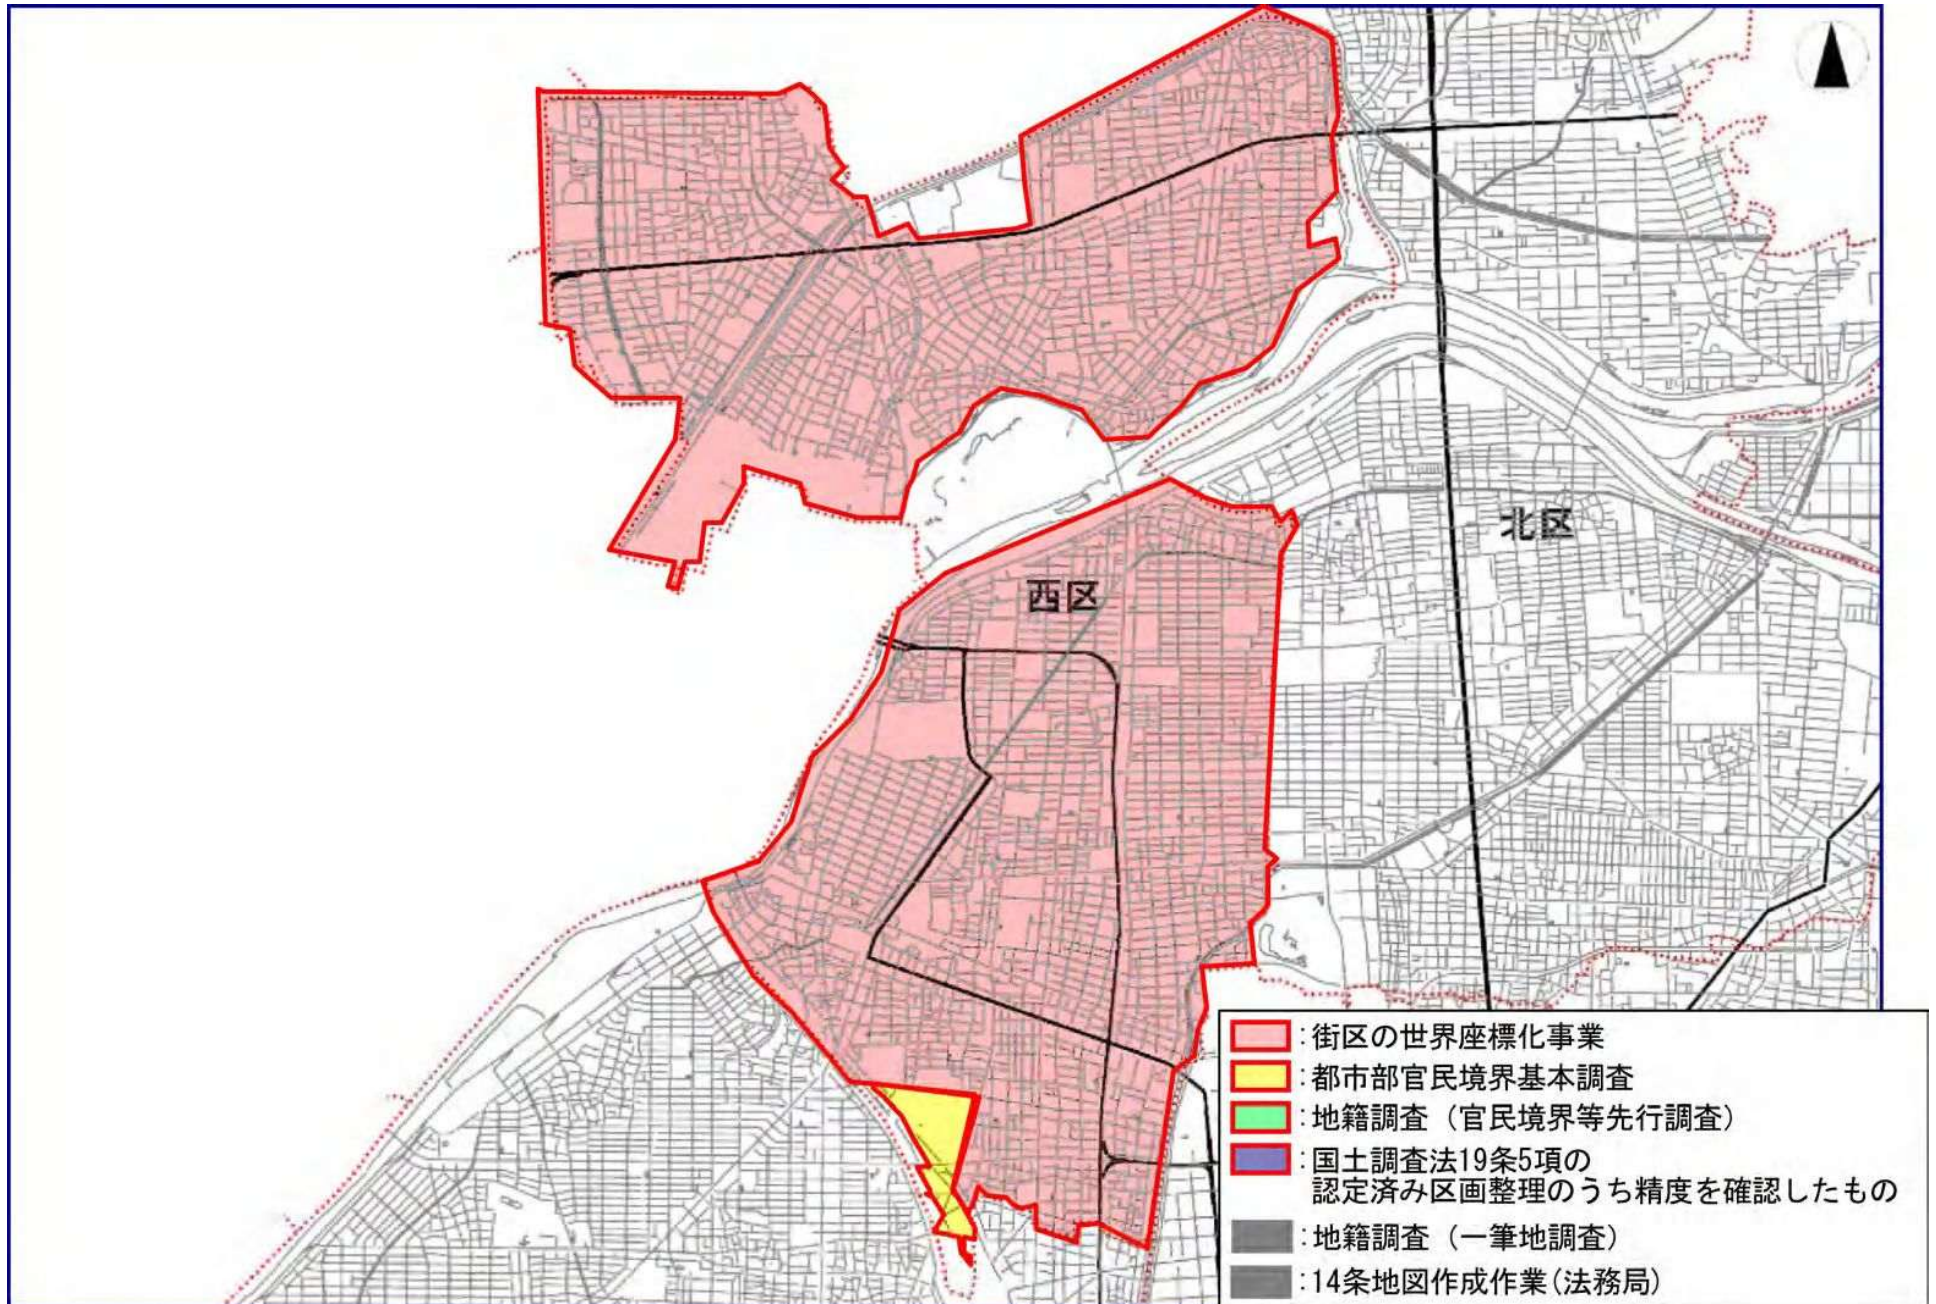 北区
西区
:街区の世界座標化事業
:都市部官民境界基本調査
:地籍調査(官民境界等先行調査)
:国土調査法19条5項の
認定済み区画整理のうち精度を確認したもの
:地籍調査(一筆地調査)
:14条地図作成作業(法務局)